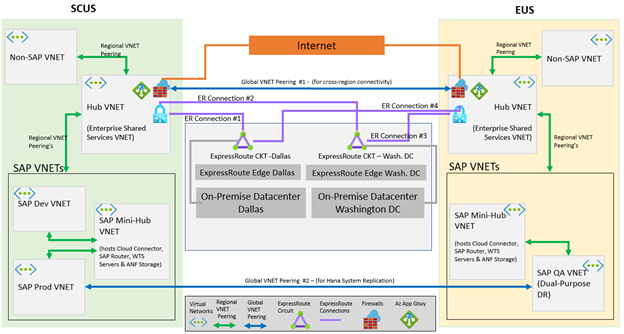 SCUS
EUS
Regional VNET
Peering
Non-SAP VNET
Internet
Regional VNET
Peering
Non-SAP VNET
Global VNET Peering #1 - (for cross-region connectivity)
Hub VNET
(Enterprise Shared
Services VNET)
ER Connection #2
ER Connection #4
ER Connection #1
ER Connection #3
Hub VNET
(Enterprise Shared
Services VNET)
Regional VNET
Peering's
Regional VNET
Peering's
ExpressRoute CKT -Dallas
ExpressRoute CKT – Wash. DC
ExpressRoute Edge Dallas
ExpressRoute Edge Wash. DC
On-Premise Datacenter
Dallas
On-Premise Datacenter
Washington DC
SAP VNETs
SAP Dev VNET
SAP Mini-Hub
VNET
(hosts Cloud Connector,
SAP Router, WTS
Servers & ANF Storage)
SAP Prod VNET
SAP VNETs
SAP Mini-Hub
VNET
(hosts Cloud Connector,
SAP Router, WTS
Servers & ANF Storage)
SAP QA VNET
(Dual-Purpose
DR)
Global VNET Peering #2 – (for Hana System Replication)
Virtual
Networks
Regional
VNET
Peering
Global
VNET
Peering
ExpressRoute
Circuit
ExpressRoute
Connections
Firewalls
Az App Gtwy